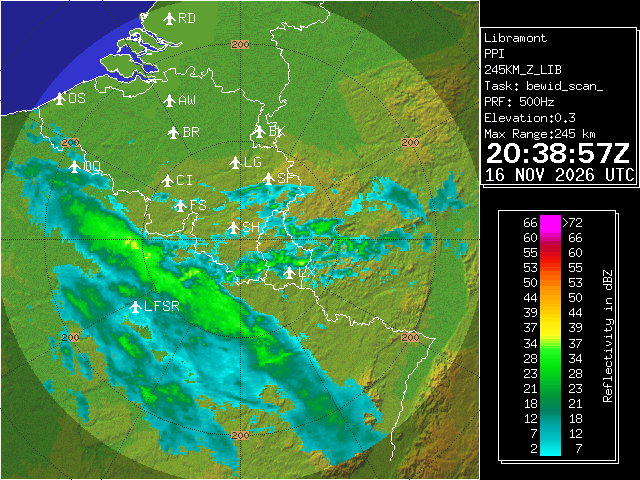 RD
200
OS
AW
BR
BK
200
200
LG
CI
SP
FS
SH
LX
LFSR
200
200
200
Libramont
PPI
245KM_Z_LIB
Task: bewid_scan_
PRF: 500Hz
Elevation:0.3
Max Range:245 km
20:38:57Z
16 NOV 2026 UTC
66 >72
60 66
55 60
53 55
50 53
44 50
39 44
37 39
34 37
28 34
23 28
21 23
18 21
12 18
7 12
2 7
Reflectivity in dBZ